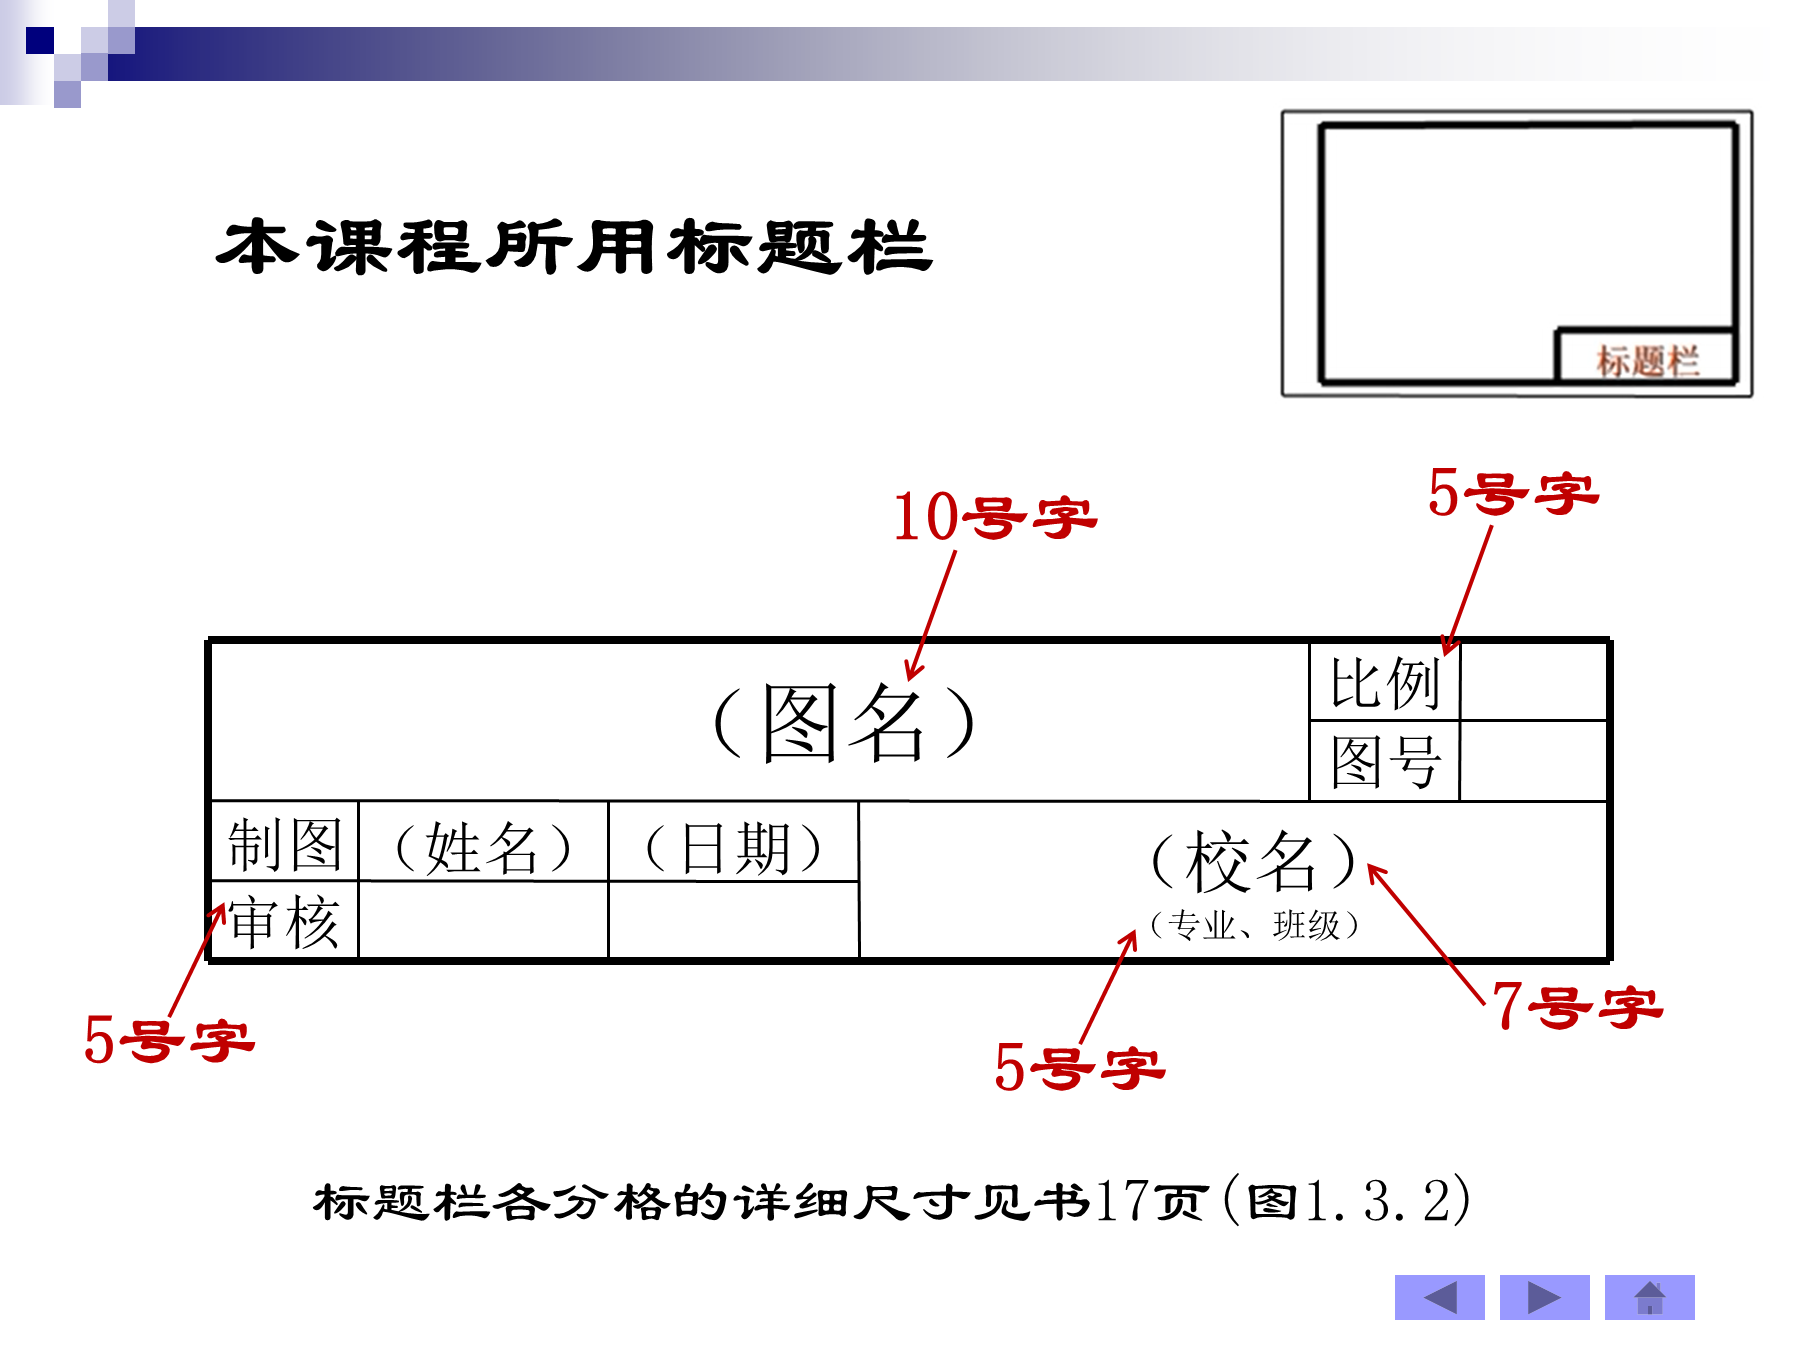 本课程所用标题栏
标题栏
10号字
5号字
（图名）
比例
图号
制图 （姓名） （日期）
（校名）
审核
（专业、班级）
5号字
7号字
5号字
标题栏各分格的详细尺寸见书17页(图1.3.2)